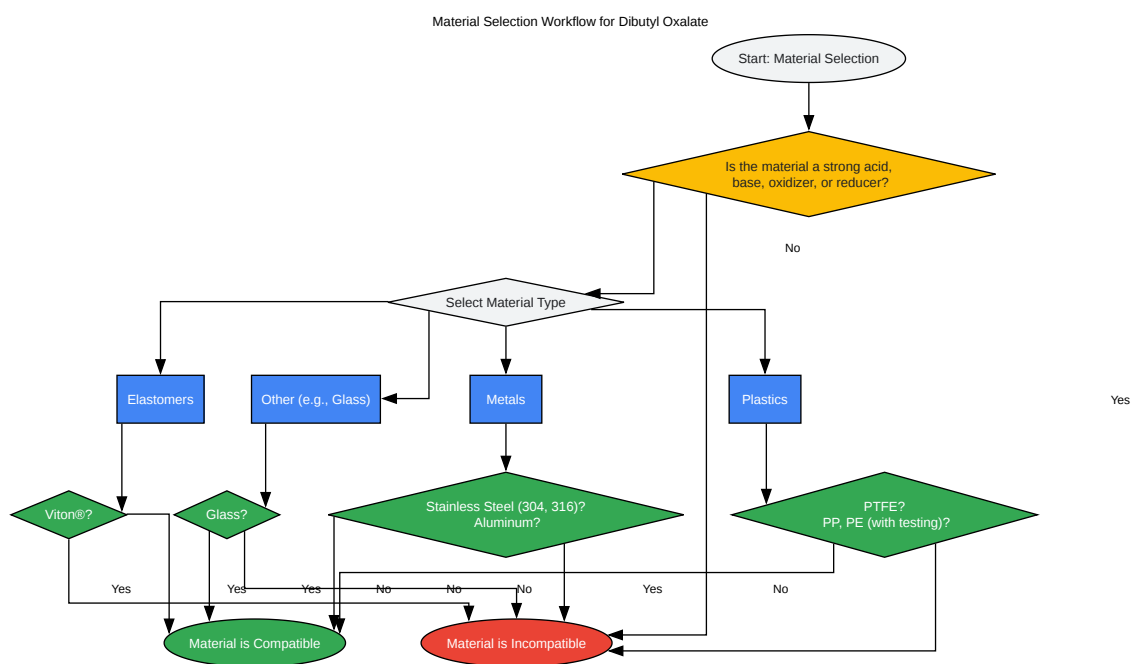 Material Selection Workflow for Dibutyl Oxalate
Start: Material Selection
Is the material a strong acid,
base, oxidizer, or reducer?
No
Select Material Type
Elastomers
Other (e.g., Glass)
Metals
Plastics
Yes
Viton®?
Glass?
Stainless Steel (304, 316)?
Aluminum?
PTFE?
PP, PE (with testing)?
Yes
Yes
Yes
No
No
No
Yes
No
Material is Compatible
Material is Incompatible